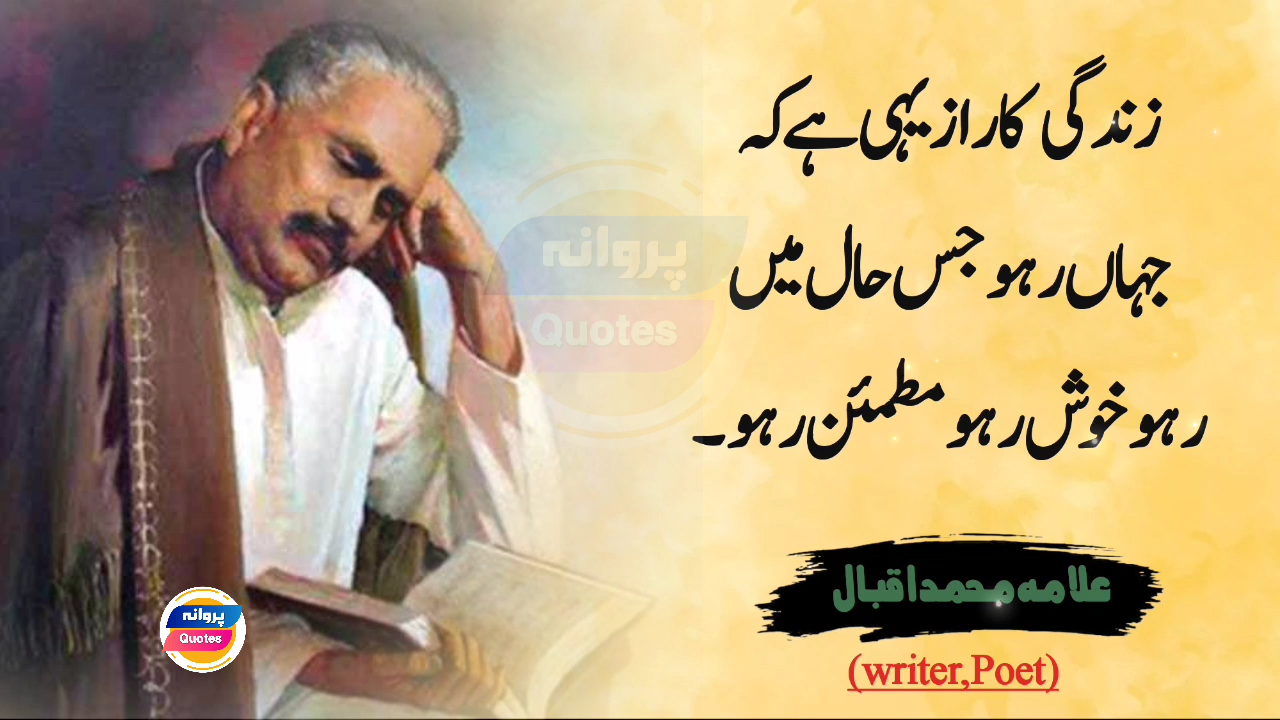 زندگی کا راز یہی ہے کہ
جہاں رہو جس حال میں
رہو خوش رہو مطمئن رہو۔
علامہ محمد اقبال
(writer,Poet)
پروانہ
Quotes
پروانہ
Quotes